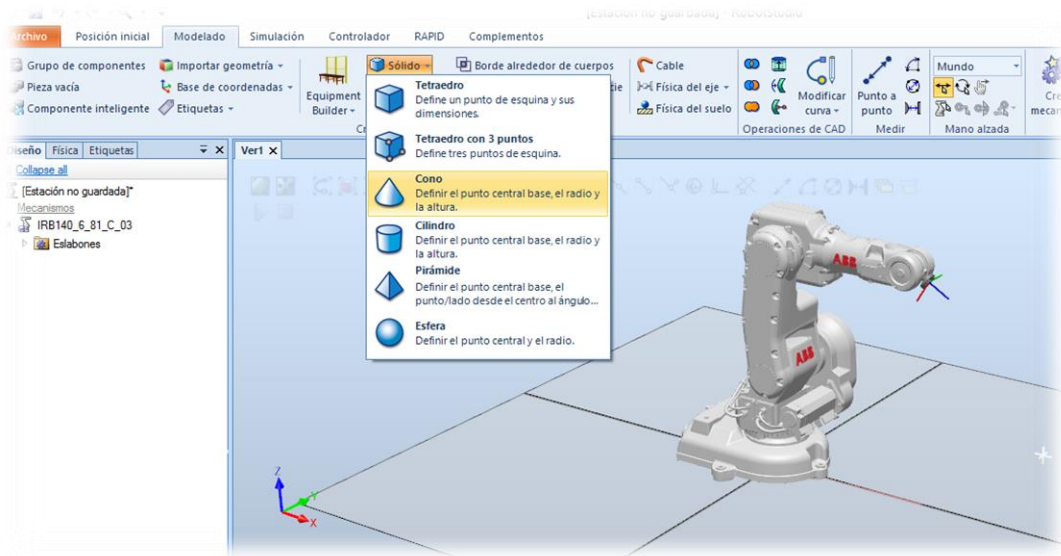 [Estación no guardada] - RobotStudio
Archivo Posición inicial Modelado Simulación Controlador RAPID Complementos
Grupo de componentes Importar geometría Sólido Borde alrededor de cuerpos Cable Mundo
Pieza vacía Base de coordenadas Física del eje
Componente inteligente Etiquetas Física del suelo
Equipment
Builder
Modificar
curva
Punto a
punto
Operaciones de CAD Medir Mano alzada
Tetraedro
Define un punto de esquina y sus
dimensiones.
Tetraedro con 3 puntos
Define tres puntos de esquina.
Cono
Definir el punto central base, el radio y
la altura.
Cilindro
Definir el punto central base, el radio y
la altura.
Pirámide
Definir el punto central base, el
punto/lado desde el centro al ángulo...
Esfera
Definir el punto central y el radio.
Diseño Física Etiquetas Ver1
Collapse all
[Estación no guardada]*
Mecanismos
IRB140_6_81_C_03
Eslabones
ABB
ABB
Z
Y
X